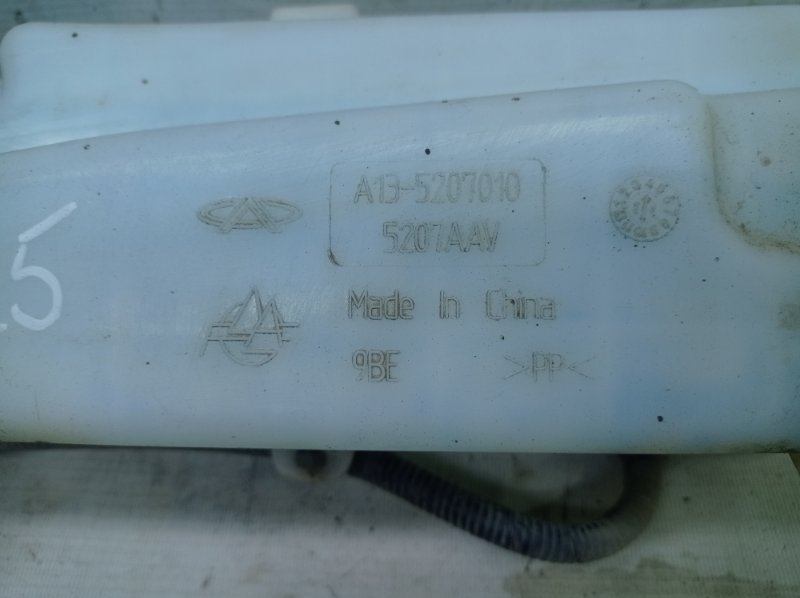 A13-5207010
5207AAV
.5
Made In China
9BE >PP<